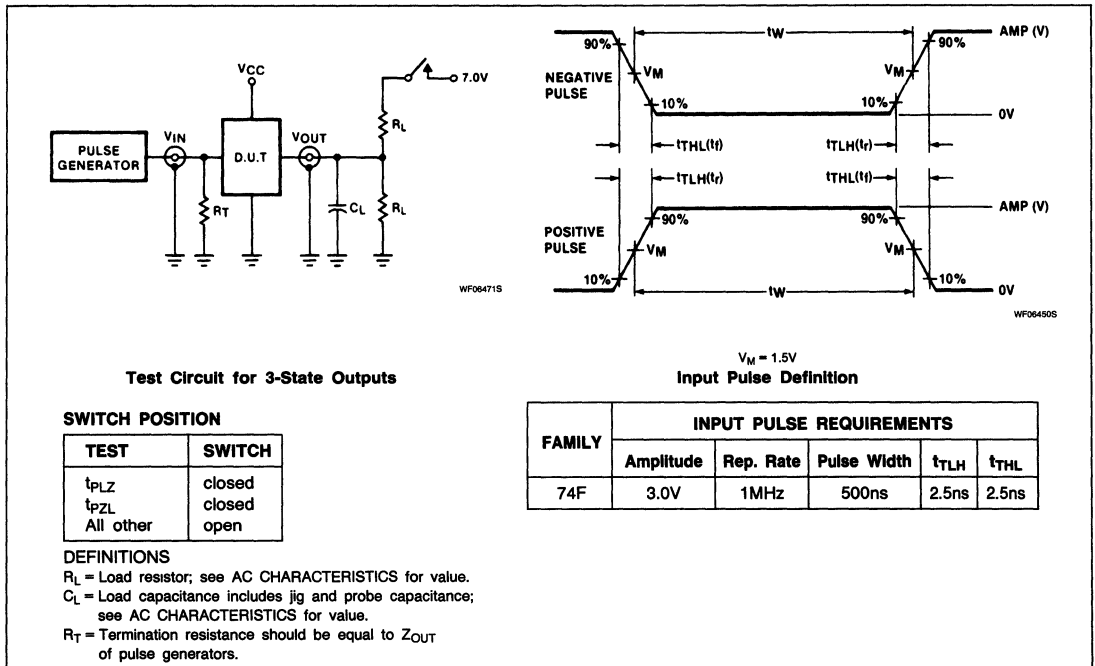 PULSE
GENERATOR
VIN
RT
VCC
D.U.T
VOUT
CL
RL
RL
7.0V
WF06471S
NEGATIVE
PULSE
90%
VM
10%
tW
10%
VM
90%
AMP (V)
0V
tTHL(tf)
tTLH(tr)
tTLH(tr)
tTHL(tf)
POSITIVE
PULSE
10%
VM
90%
tW
90%
VM
10%
AMP (V)
0V
WF06450S
Test Circuit for 3-State Outputs
VM = 1.5V
Input Pulse Definition
SWITCH POSITION
TEST SWITCH
tPLZ closed
tPZL closed
All other open
FAMILY INPUT PULSE REQUIREMENTS
Amplitude Rep. Rate Pulse Width tTLH tTHL
74F 3.0V 1MHz 500ns 2.5ns 2.5ns
DEFINITIONS
RL = Load resistor; see AC CHARACTERISTICS for value.
CL = Load capacitance includes jig and probe capacitance;
see AC CHARACTERISTICS for value.
RT = Termination resistance should be equal to ZOUT
of pulse generators.